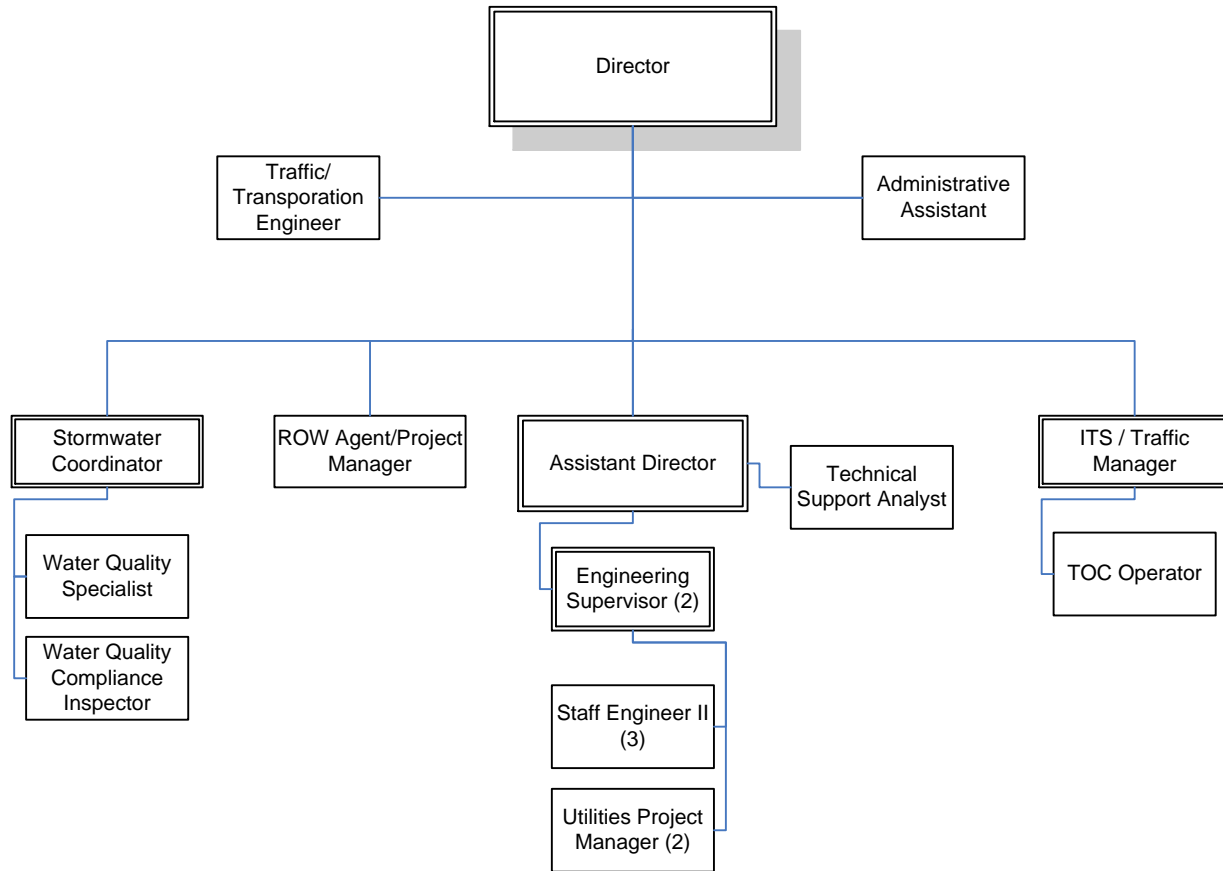 Director
Traffic/
Transporation
Engineer
Administrative
Assistant
Stormwater
Coordinator
ROW Agent/Project
Manager
Assistant Director
Technical
Support Analyst
ITS / Traffic
Manager
Water Quality
Specialist
Engineering
Supervisor (2)
TOC Operator
Water Quality
Compliance
Inspector
Staff Engineer II
(3)
Utilities Project
Manager (2)